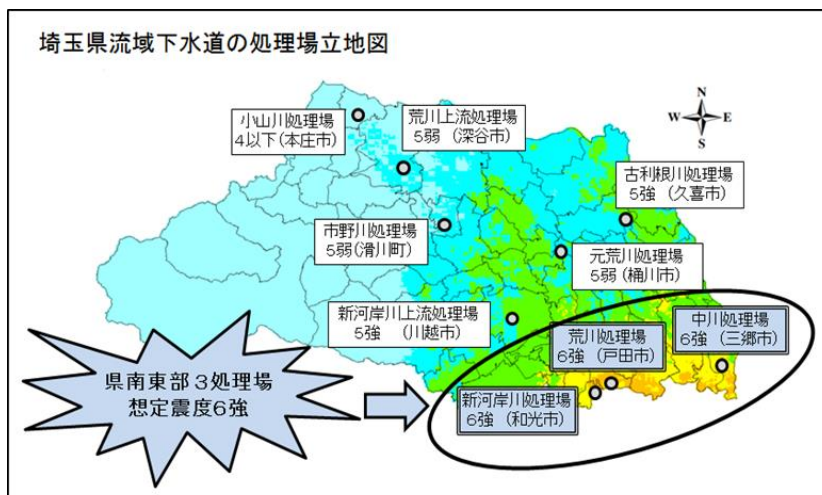 埼玉県流域下水道の処理場立地図
N
W E
S
小山川処理場
4以下(本庄市)
荒川上流処理場
5弱 (深谷市)
古利根川処理場
5強 (久喜市)
市野川処理場
5弱(滑川町)
元荒川処理場
5弱(桶川市)
新河岸川上流処理場
5強 (川越市)
荒川処理場
6強 (戸田市)
中川処理場
6強 (三郷市)
新河岸川処理場
6強 (和光市)
県南東部3処理場
想定震度6強